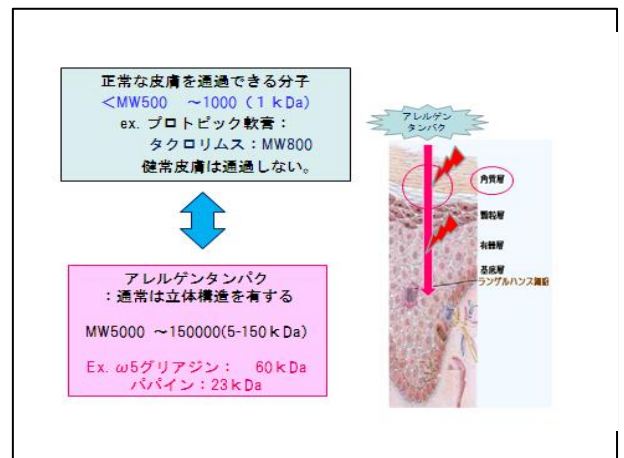 正常な皮膚を通過できる分子
＜MW500　～1000（１ｋDa）
ex. プロトピック軟膏：
タクロリムス：MW800
健常皮膚は通過しない。
アレルゲンタンパク
：通常は立体構造を有する
MW5000 ～150000(5-150ｋDa)
Ex. ω5グリアジン：　60ｋDa
パパイン：23ｋDa
アレルゲン
タンパク
角質層
顆粒層
有棘層
基底層
ランゲルハンス細胞